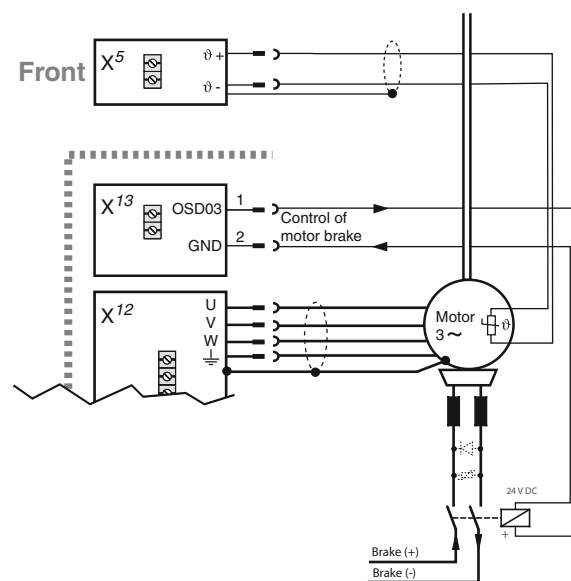 Front
X5
ϑ +
ϑ -
X13
OSD03
1
GND
2
Control of
motor brake
X12
U
V
W
Motor
3 ~
ϑ
24 V DC
+
Brake (+)
Brake (-)